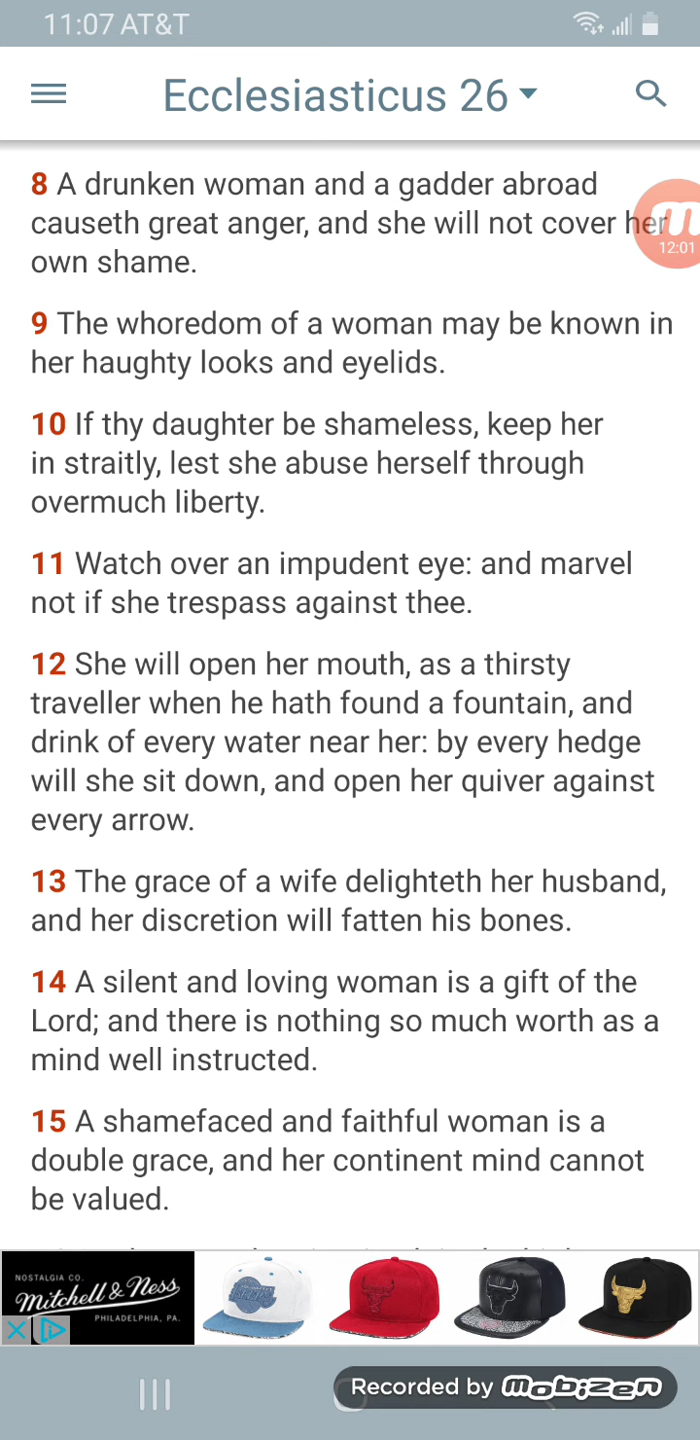 11:07 AT&T
Ecclesiasticus 26
8 A drunken woman and a gadder abroad
causeth great anger, and she will not cover her
12:01
own shame.
9 The whoredom of a woman may be known in
her haughty looks and eyelids.
10 If thy daughter be shameless, keep her
in straitly, lest she abuse herself through
overmuch liberty.
11 Watch over an impudent eye: and marvel
not if she trespass against thee.
12 She will open her mouth, as a thirsty
traveller when he hath found a fountain, and
drink of every water near her: by every hedge
will she sit down, and open her quiver against
every arrow.
13 The grace of a wife delighteth her husband,
and her discretion will fatten his bones.
14 A silent and loving woman is a gift of the
Lord; and there is nothing so much worth as a
mind well instructed.
15 A shamefaced and faithful woman is a
double grace, and her continent mind cannot
be valued.
NOSTALGIA CO.
Mitchell & Ness
PHILADELPHIA, PA.
Recorded by mobizen